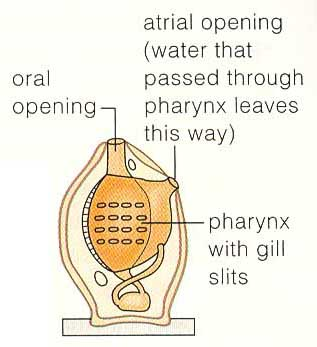 atrial opening
(water that
passed through
pharynx leaves
this way)
oral
opening
pharynx
with gill
slits